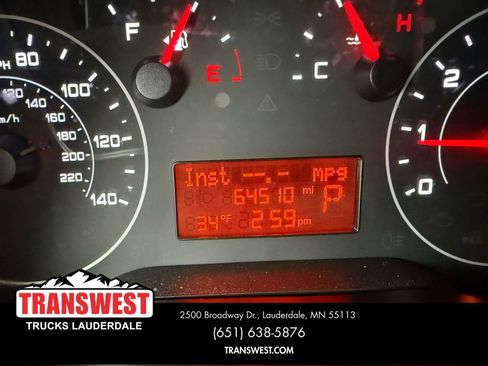 F
H
E
C
PH 80
100
120
140
120
m/h
140
160
180
200
220
2
1
0
Inst --.- mpg
64510 mi P
34°F 2:59 pm
TRANSWEST
TRUCKS LAUDERDALE
2500 Broadway Dr., Lauderdale, MN 55113
(651) 638-5876
TRANSWEST.COM